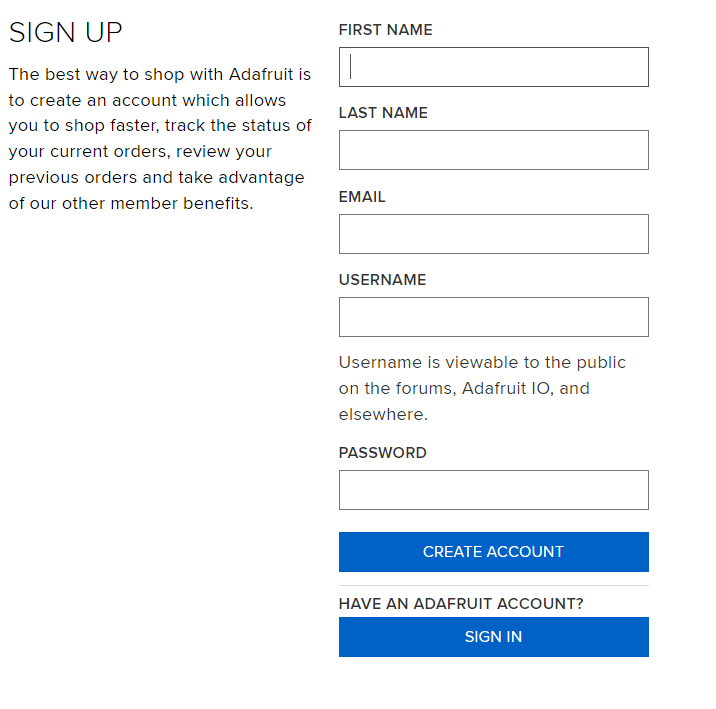 SIGN UP
The best way to shop with Adafruit is
to create an account which allows
you to shop faster, track the status of
your current orders, review your
previous orders and take advantage
of our other member benefits.
FIRST NAME
LAST NAME
EMAIL
USERNAME
Username is viewable to the public
on the forums, Adafruit IO, and
elsewhere.
PASSWORD
CREATE ACCOUNT
HAVE AN ADAFRUIT ACCOUNT?
SIGN IN